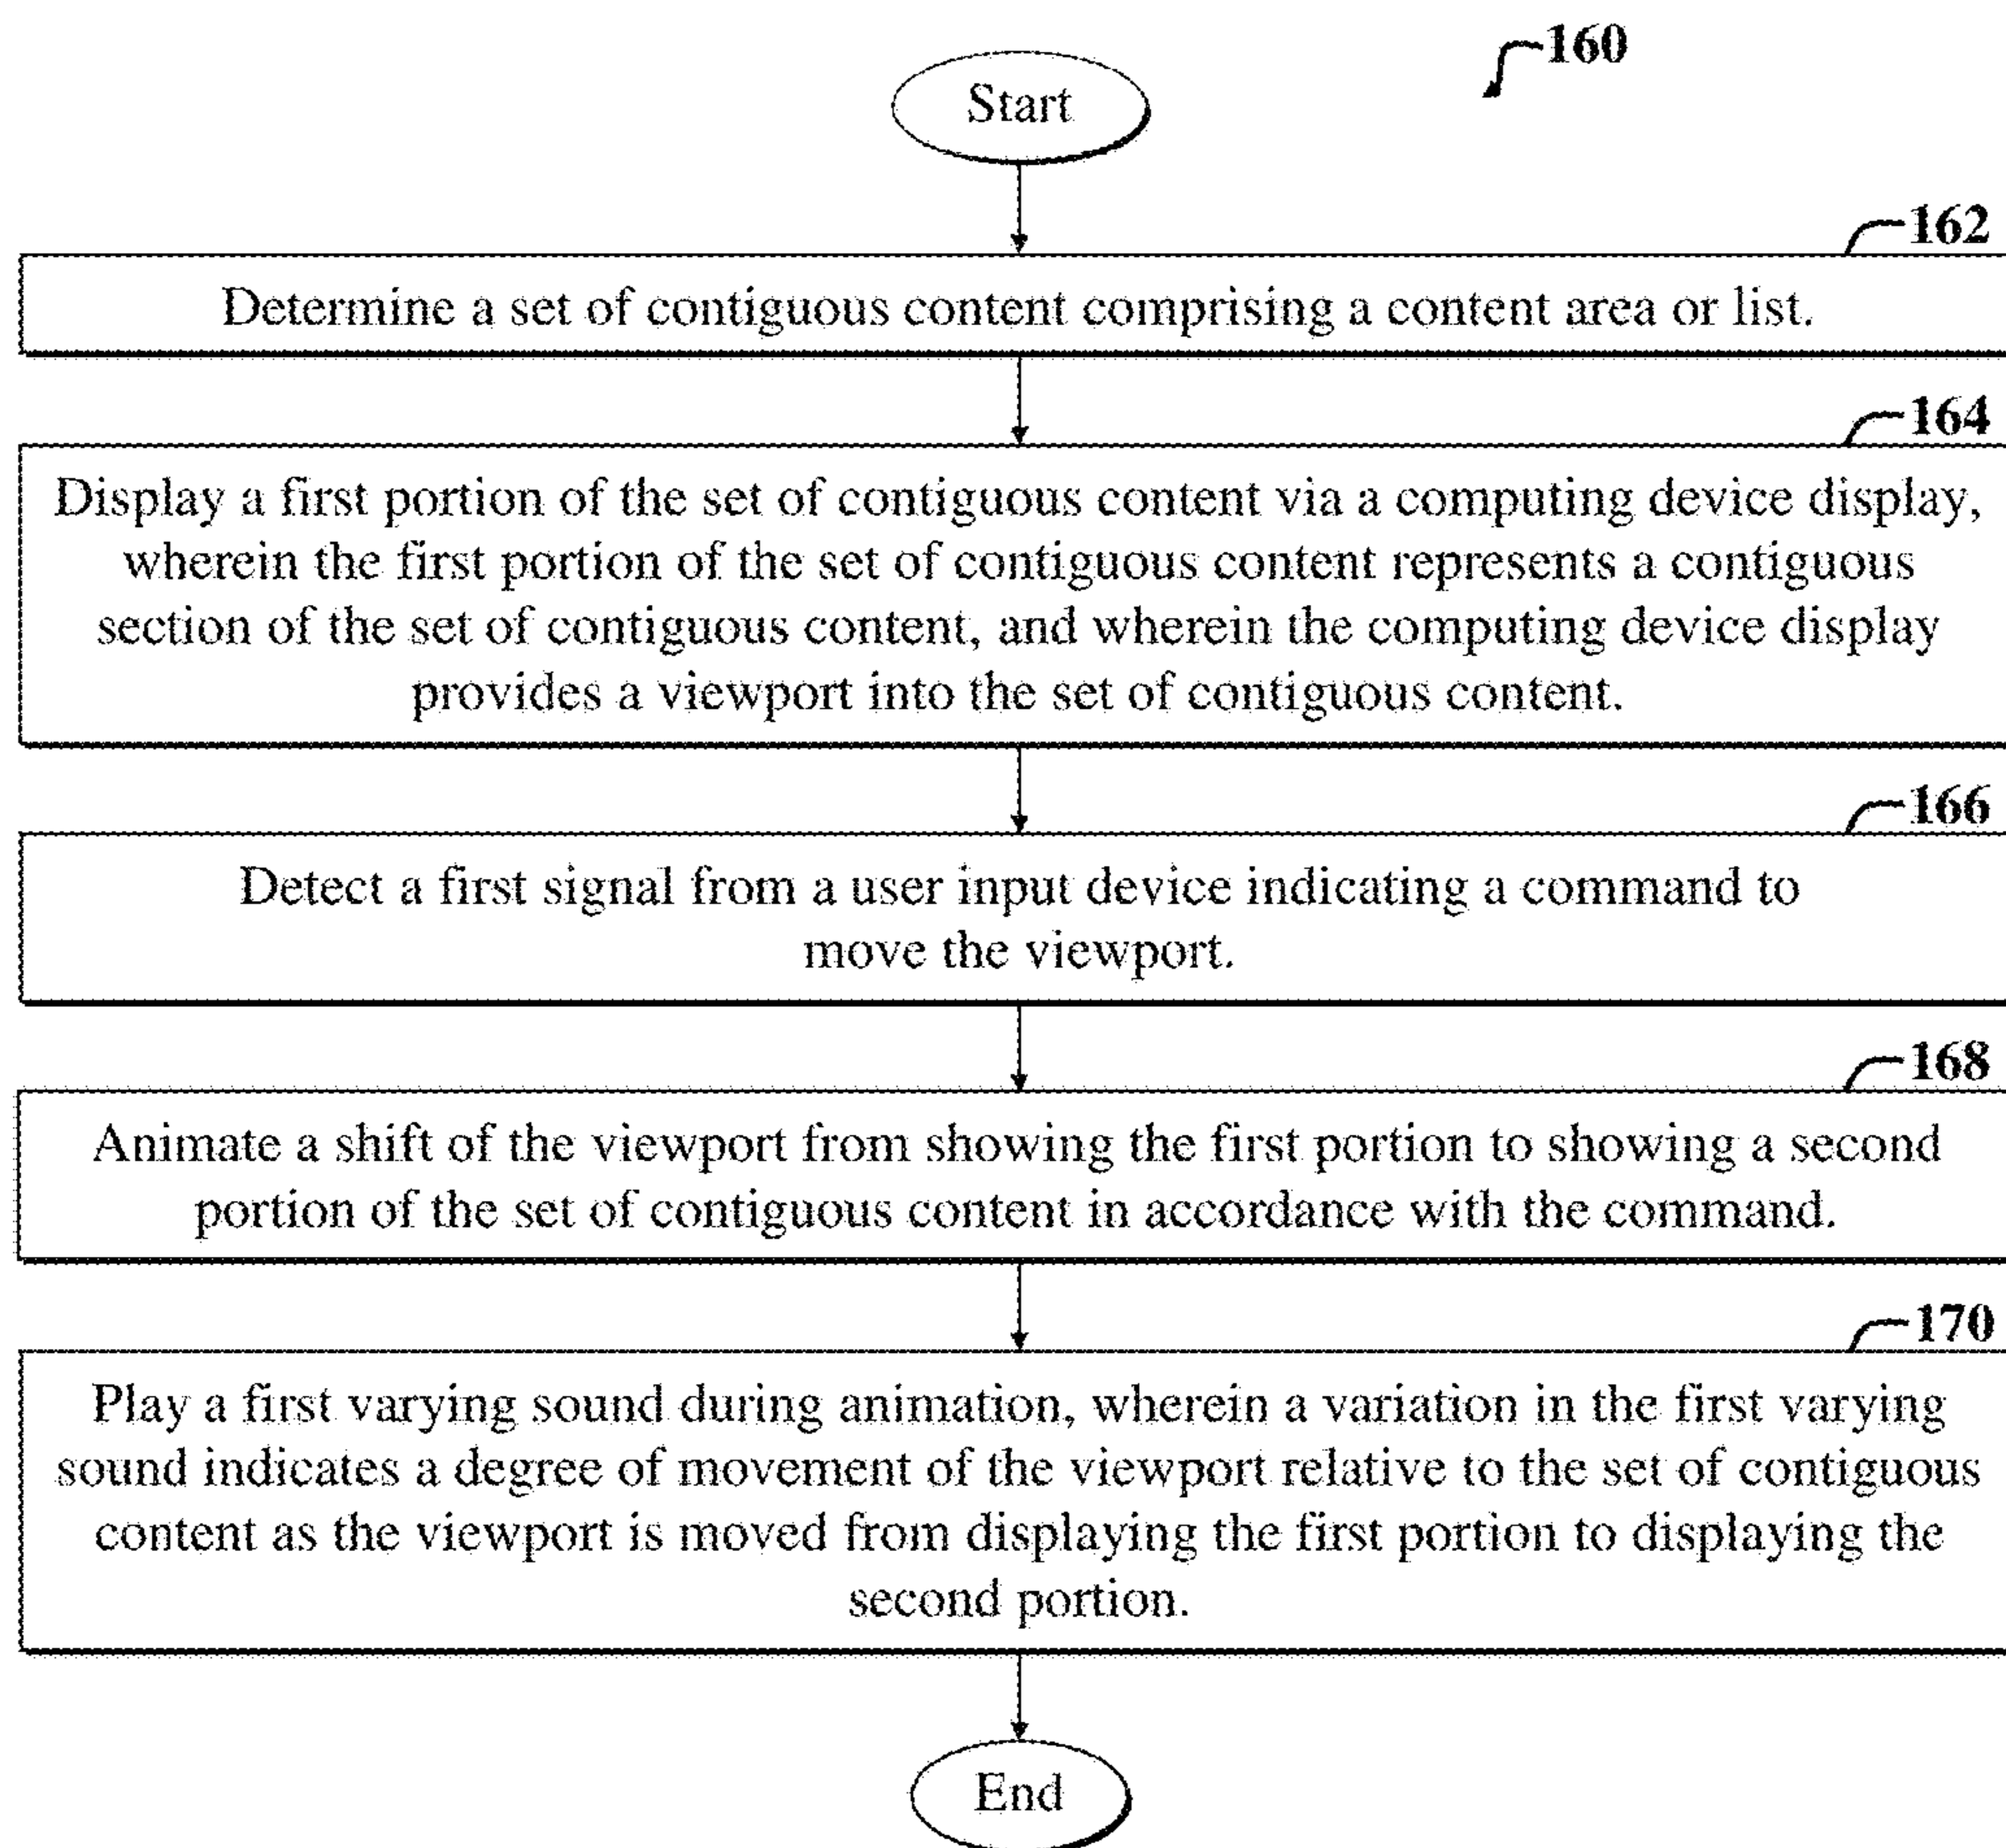 160
Start
162
Determine a set of contiguous content comprising a content area or list.
164
Display a first portion of the set of contiguous content via a computing device display,
wherein the first portion of the set of contiguous content represents a contiguous
section of the set of contiguous content, and wherein the computing device display
provides a viewport into the set of contiguous content.
166
Detect a first signal from a user input device indicating a command to
move the viewport.
168
Animate a shift of the viewport from showing the first portion to showing a second
portion of the set of contiguous content in accordance with the command.
170
Play a first varying sound during animation, wherein a variation in the first varying
sound indicates a degree of movement of the viewport relative to the set of contiguous
content as the viewport is moved from displaying the first portion to displaying the
second portion.
End